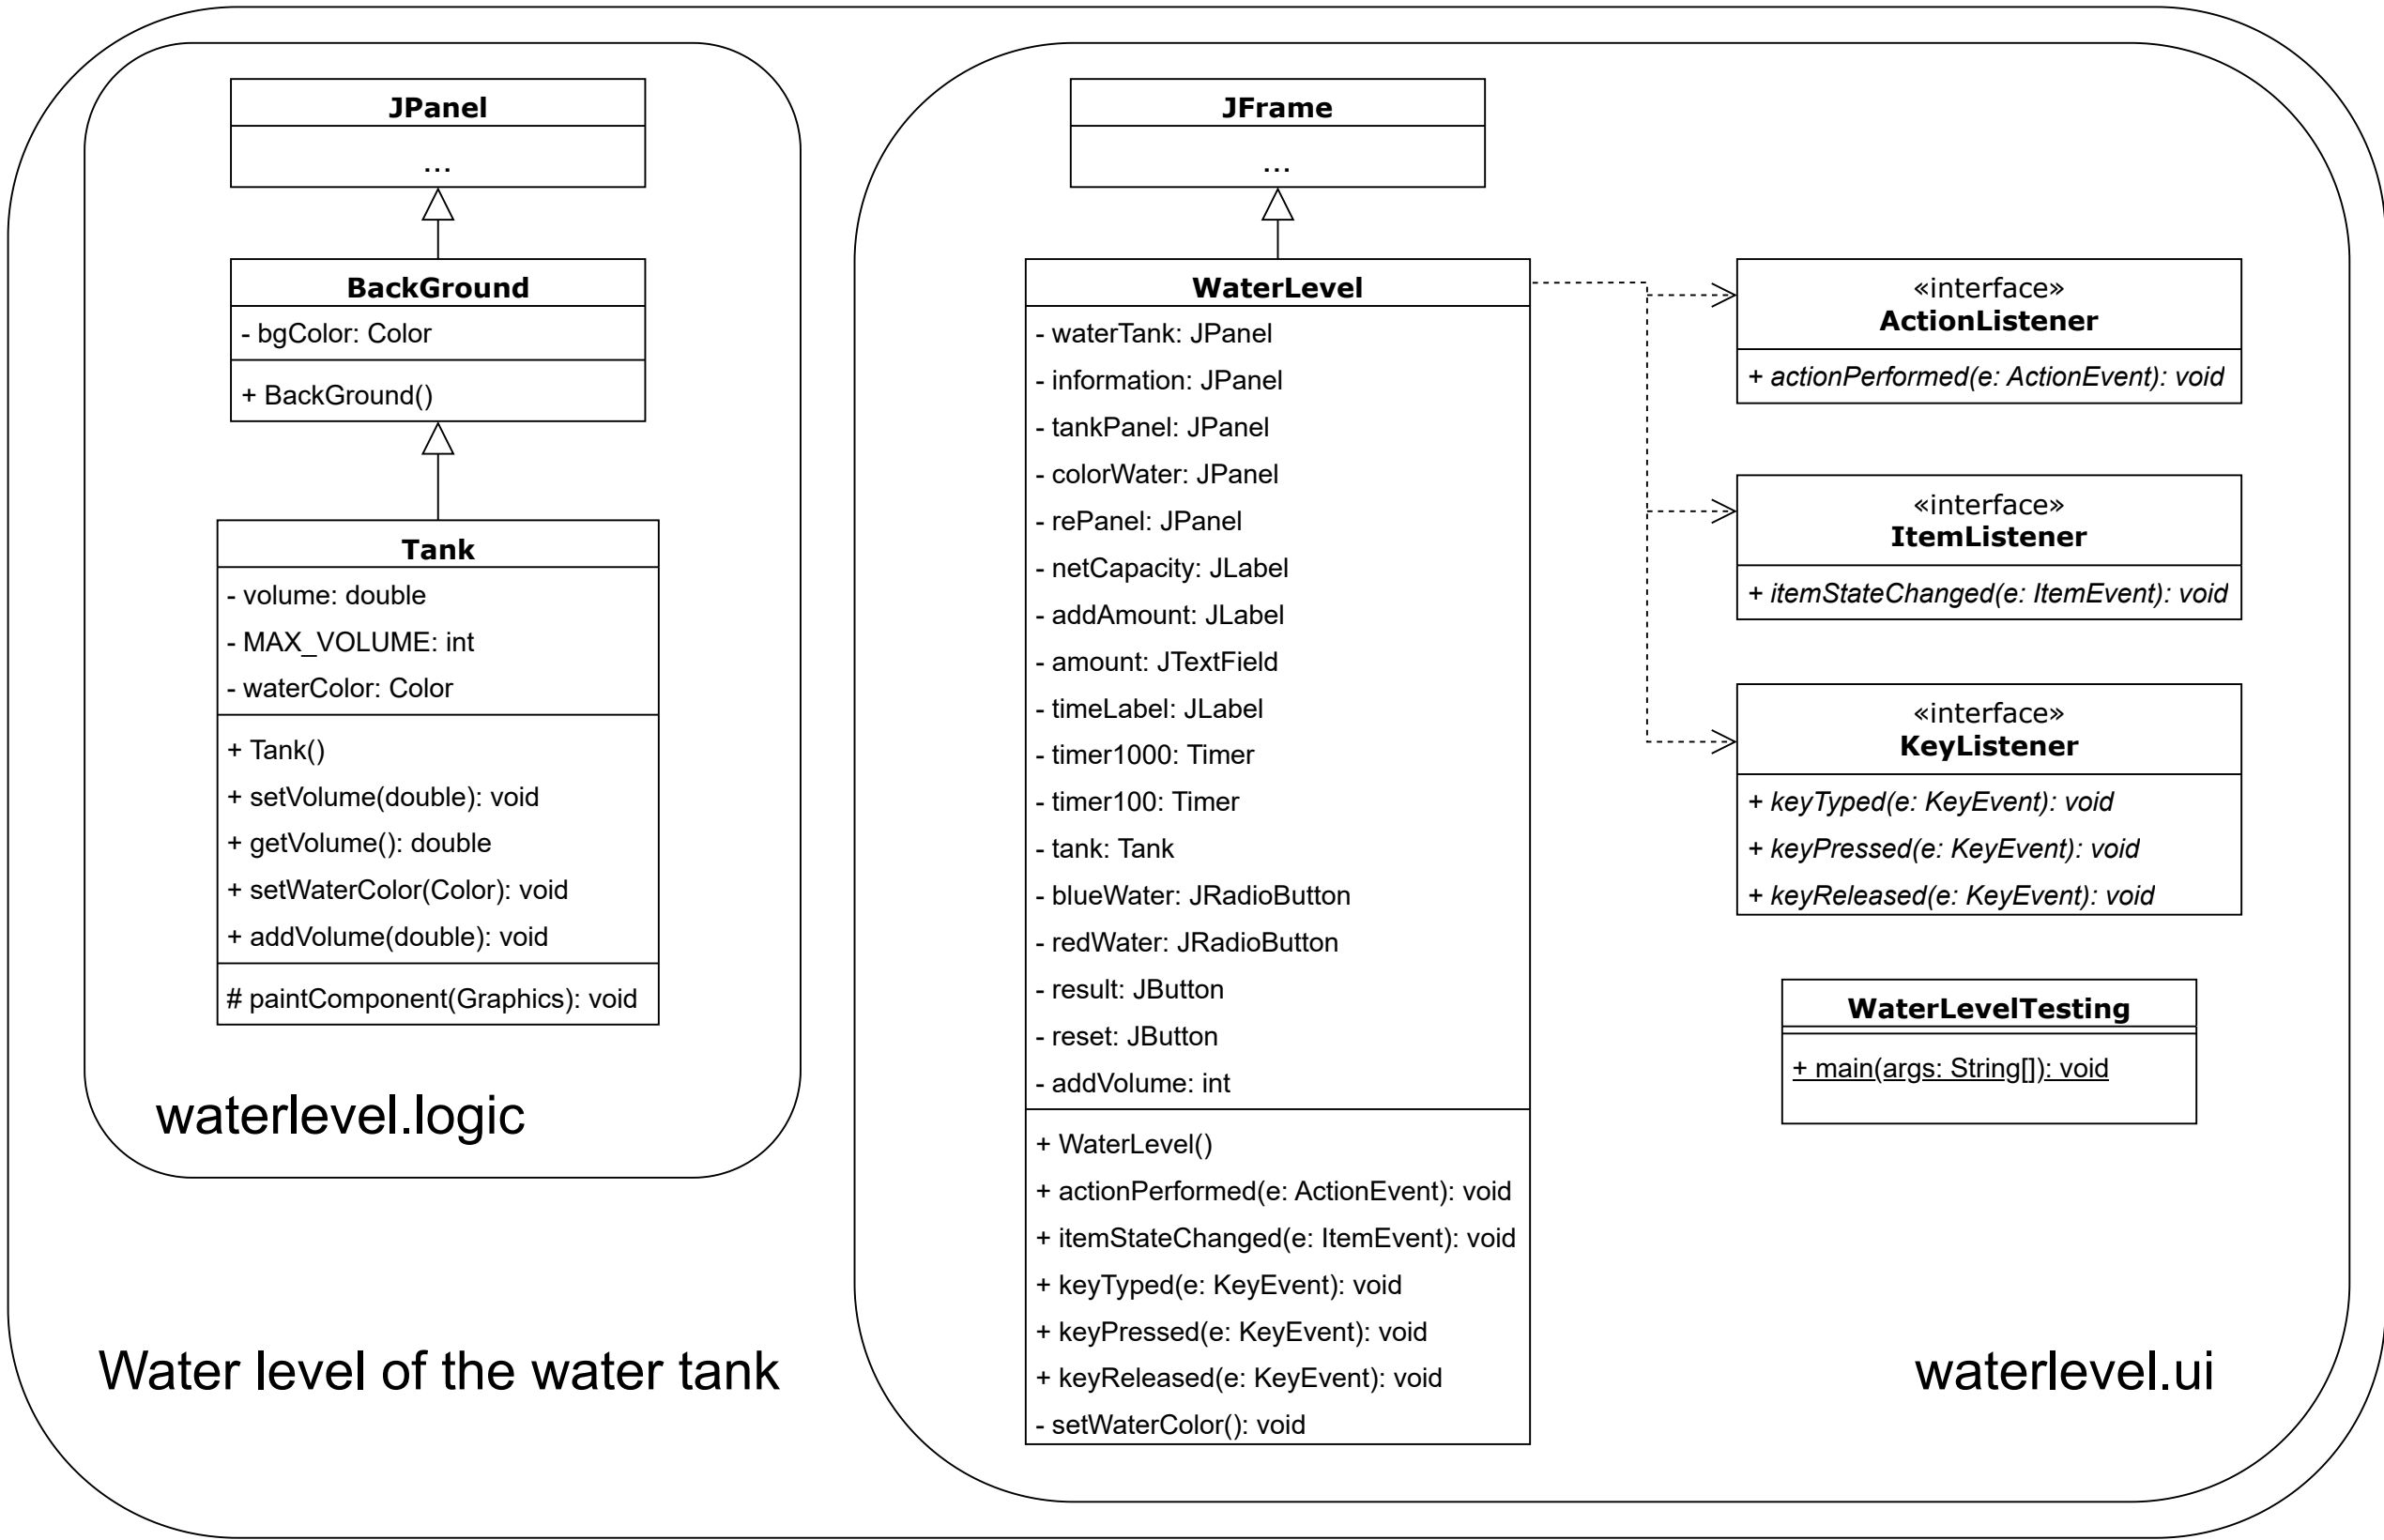 JPanel
...
BackGround
- bgColor: Color
+ BackGround()
Tank
- volume: double
- MAX_VOLUME: int
- waterColor: Color
+ Tank()
+ setVolume(double): void
+ getVolume(): double
+ setWaterColor(Color): void
+ addVolume(double): void
# paintComponent(Graphics): void
waterlevel.logic
Water level of the water tank
JFrame
...
WaterLevel
- waterTank: JPanel
- information: JPanel
- tankPanel: JPanel
- colorWater: JPanel
- rePanel: JPanel
- netCapacity: JLabel
- addAmount: JLabel
- amount: JTextField
- timeLabel: JLabel
- timer1000: Timer
- timer100: Timer
- tank: Tank
- blueWater: JRadioButton
- redWater: JRadioButton
- result: JButton
- reset: JButton
- addVolume: int
+ WaterLevel()
+ actionPerformed(e: ActionEvent): void
+ itemStateChanged(e: ItemEvent): void
+ keyTyped(e: KeyEvent): void
+ keyPressed(e: KeyEvent): void
+ keyReleased(e: KeyEvent): void
- setWaterColor(): void
«interface»
ActionListener
+ actionPerformed(e: ActionEvent): void
«interface»
ItemListener
+ itemStateChanged(e: ItemEvent): void
«interface»
KeyListener
+ keyTyped(e: KeyEvent): void
+ keyPressed(e: KeyEvent): void
+ keyReleased(e: KeyEvent): void
WaterLevelTesting
+ main(args: String[]): void
waterlevel.ui